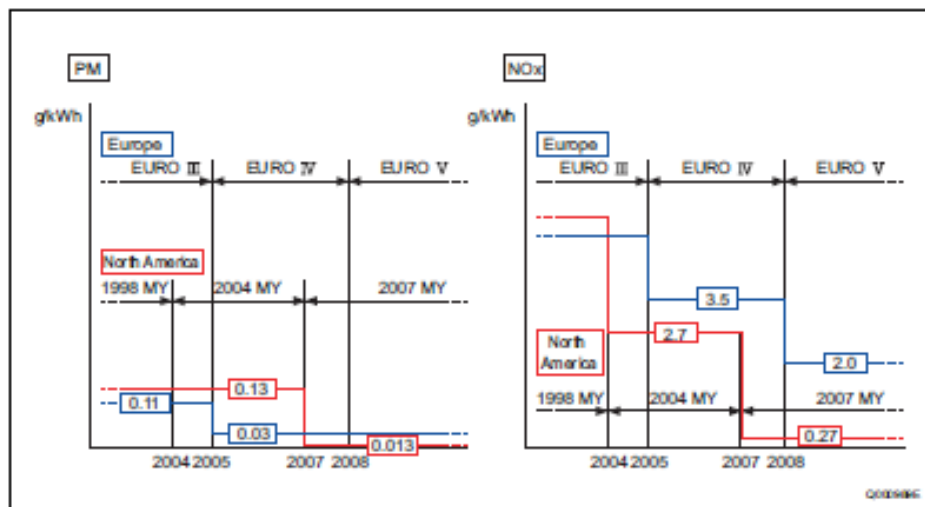 PM
g/kWh
Europe
EURO Ⅲ EURO Ⅳ EURO Ⅴ
North America
1998 MY 2004 MY 2007 MY
0.13
0.11
0.03
0.013
2004 2005 2007 2008
NOx
g/kWh
Europe
EURO Ⅲ EURO Ⅳ EURO Ⅴ
3.5
2.7
North
America
2.0
1998 MY 2004 MY 2007 MY
0.27
2004 2005 2007 2008